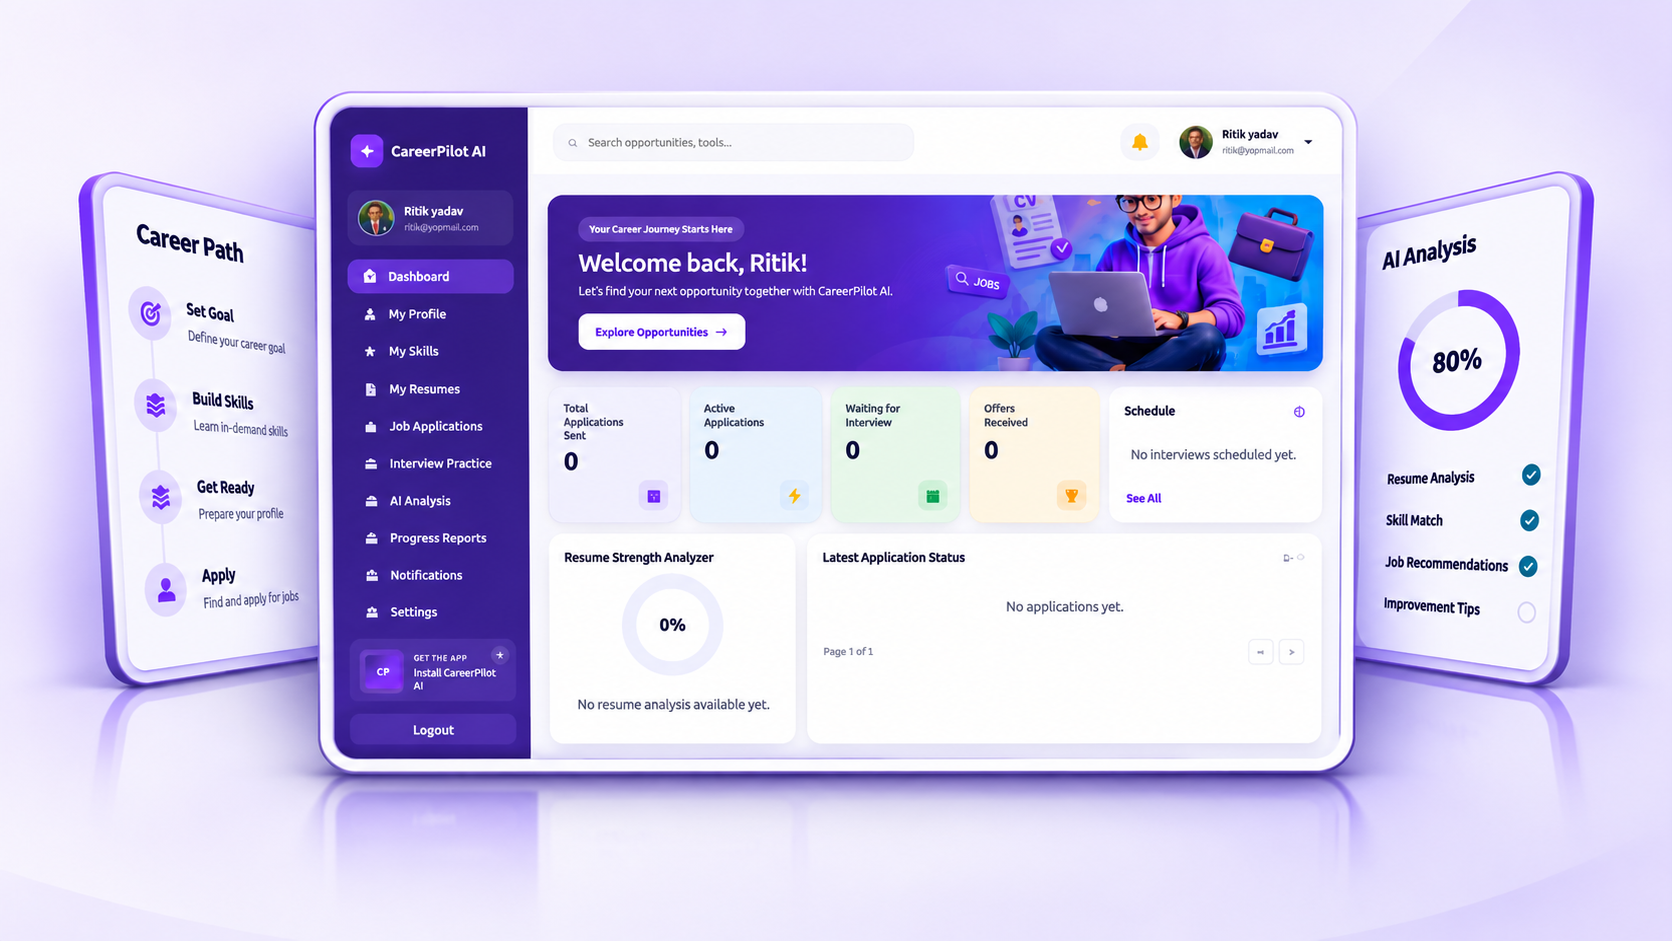 Career Path
Set Goal
Define your career goal
Build Skills
Learn in-demand skills
Get Ready
Prepare your profile
Apply
Find and apply for jobs
CareerPilot AI
Ritik yadav
ritik@yopmail.com
Dashboard
My Profile
My Skills
My Resumes
Job Applications
Interview Practice
AI Analysis
Progress Reports
Notifications
Settings
CP
GET THE APP
Install CareerPilot
AI
Logout
Search opportunities, tools...
Ritik yadav
ritik@yopmail.com
Your Career Journey Starts Here
Welcome back, Ritik!
Let's find your next opportunity together with CareerPilot AI.
Explore Opportunities →
CV
JOBS
Total
Applications
Sent
0
Active
Applications
0
Waiting for
Interview
0
Offers
Received
0
Schedule
No interviews scheduled yet.
See All
Resume Strength Analyzer
0%
No resume analysis available yet.
Latest Application Status
No applications yet.
Page 1 of 1
AI Analysis
80%
Resume Analysis
Skill Match
Job Recommendations
Improvement Tips